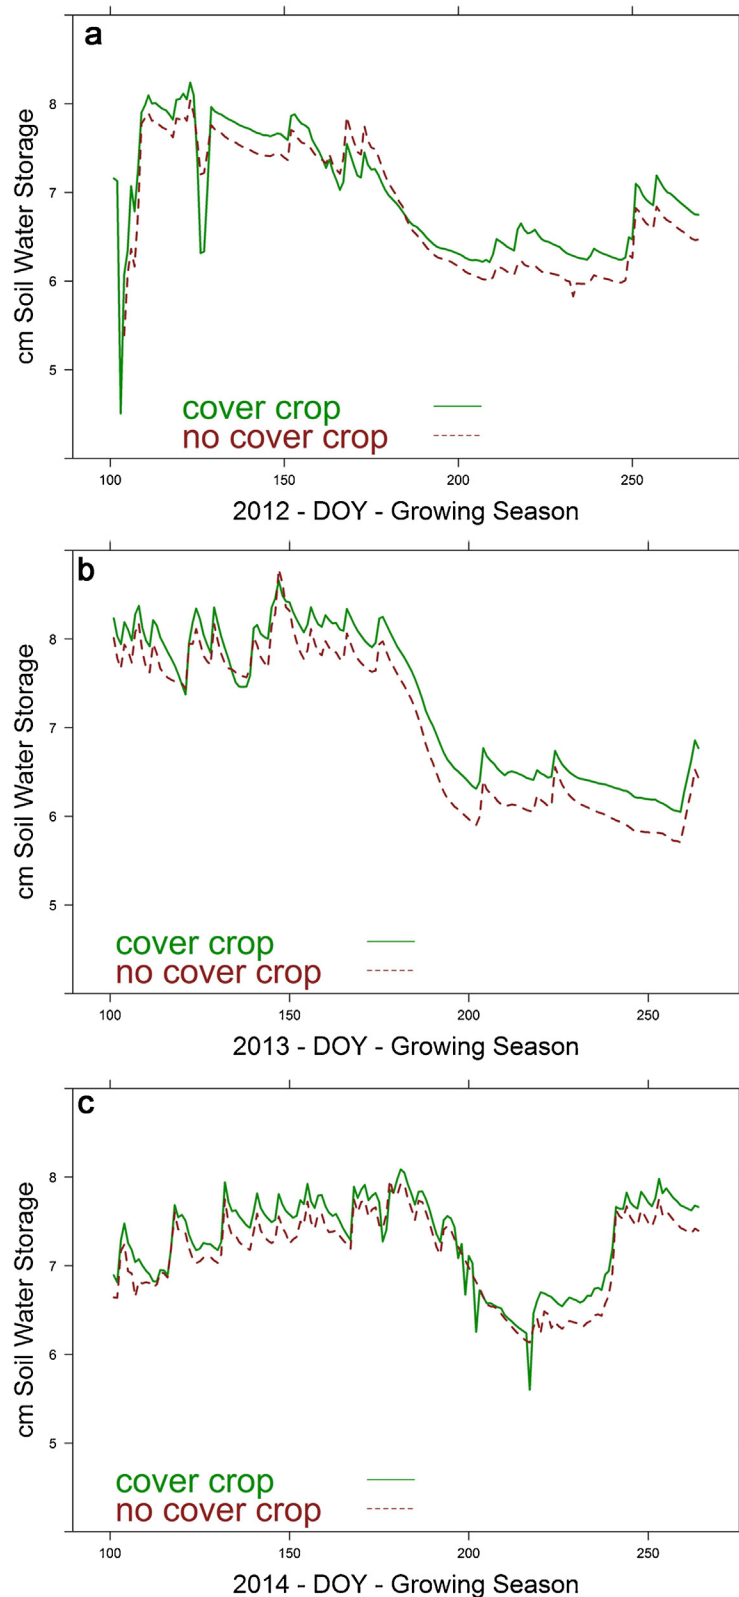 a
8
7
6
5
cm Soil Water Storage
cover crop
no cover crop
100 150 200 250
2012 - DOY - Growing Season
b
8
7
6
5
cm Soil Water Storage
cover crop
no cover crop
100 150 200 250
2013 - DOY - Growing Season
c
8
7
6
5
cm Soil Water Storage
cover crop
no cover crop
100 150 200 250
2014 - DOY - Growing Season